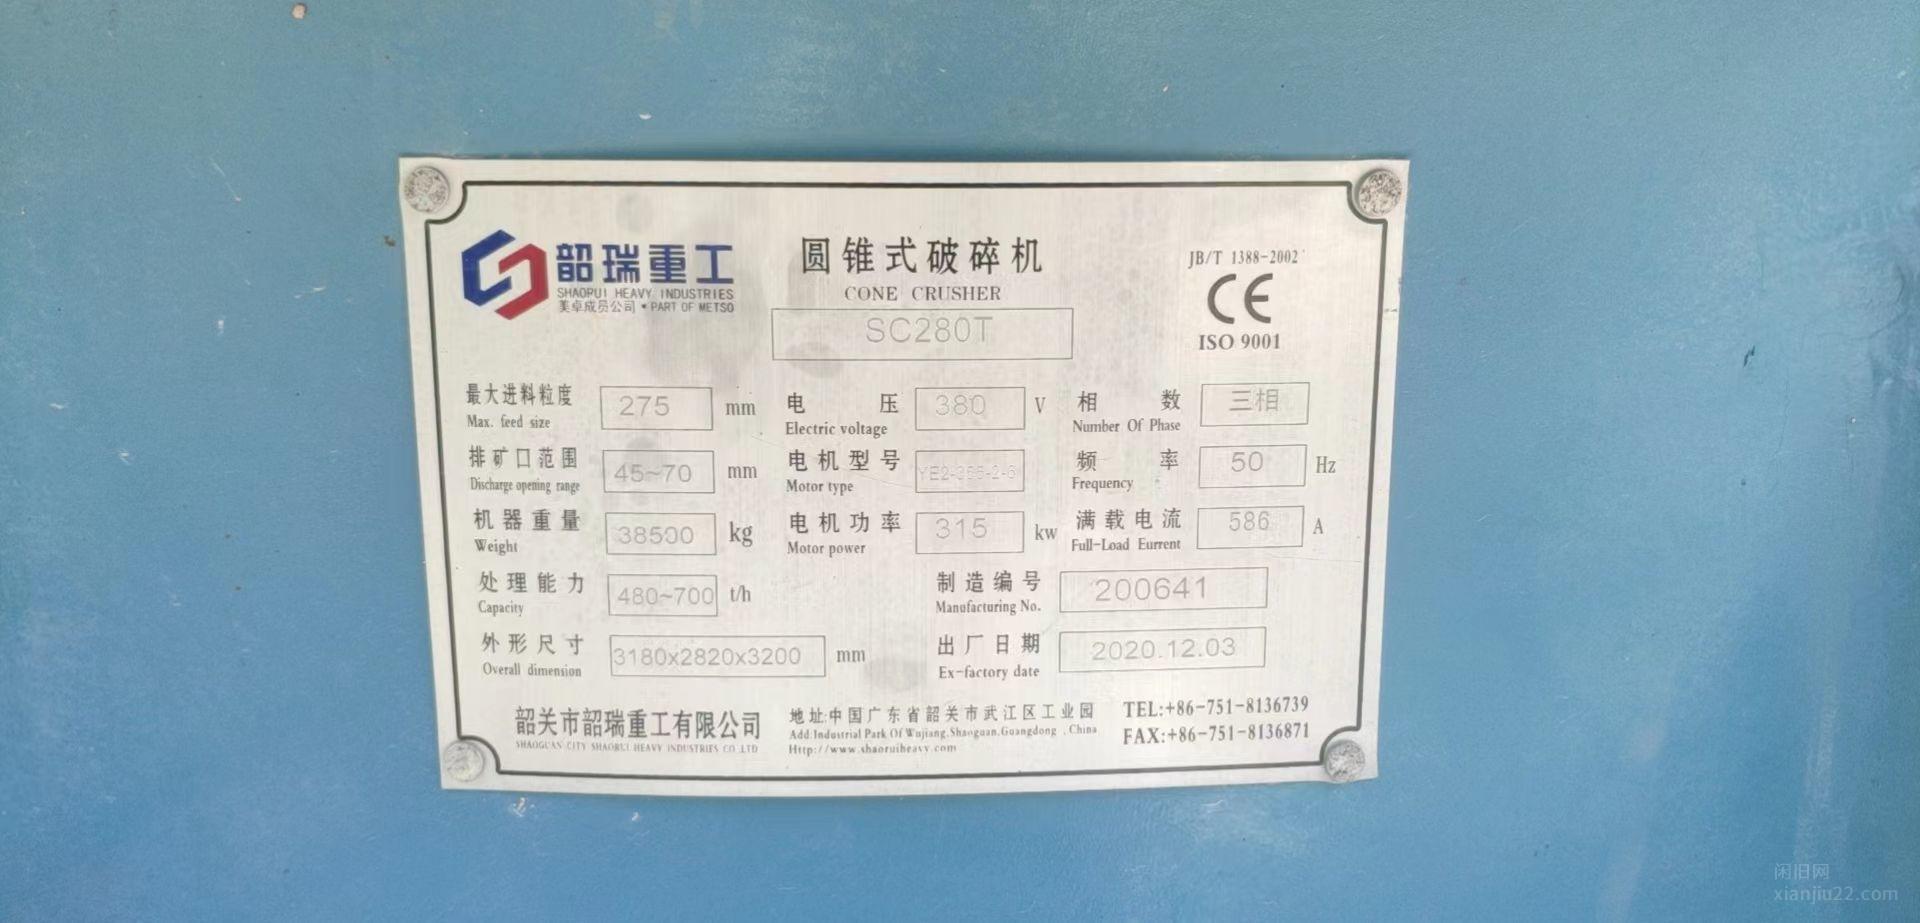 韶瑞重工
SHAORUI HEAVY INDUSTRIES
美卓成员公司 • PART OF METSO
圆锥式破碎机
CONE CRUSHER
SC280T
JB/T 1388-2002
CE
ISO 9001
最大进料粒度 275 mm
Max. feed size
电压 380 V
Electric voltage
相数 三相
Number Of Phase
排矿口范围 45~70 mm
Discharge opening range
电机型号
Motor type
频率 50 Hz
Frequency
机器重量 38500 kg
Weight
电机功率 315 kw
Motor power
满载电流 586 A
Full-Load Eurrent
处理能力 480~700 t/h
Capacity
制造编号 200641
Manufacturing No.
外形尺寸 3180x2820x3200 mm
Overall dimension
出厂日期 2020.12.03
Ex-factory date
韶关市韶瑞重工有限公司
SHAOGUAN CITY SHAORUI HEAVY INDUSTRIES CO.,LTD
地址:中国广东省韶关市武江区工业园
Add:Industrial Park Of Wujiang.Shaoguan.Guangdong , China
Http://www.shaoruiheavy.com
TEL:+86-751-8136739
FAX:+86-751-8136871
闲旧网
xianjiu22.com